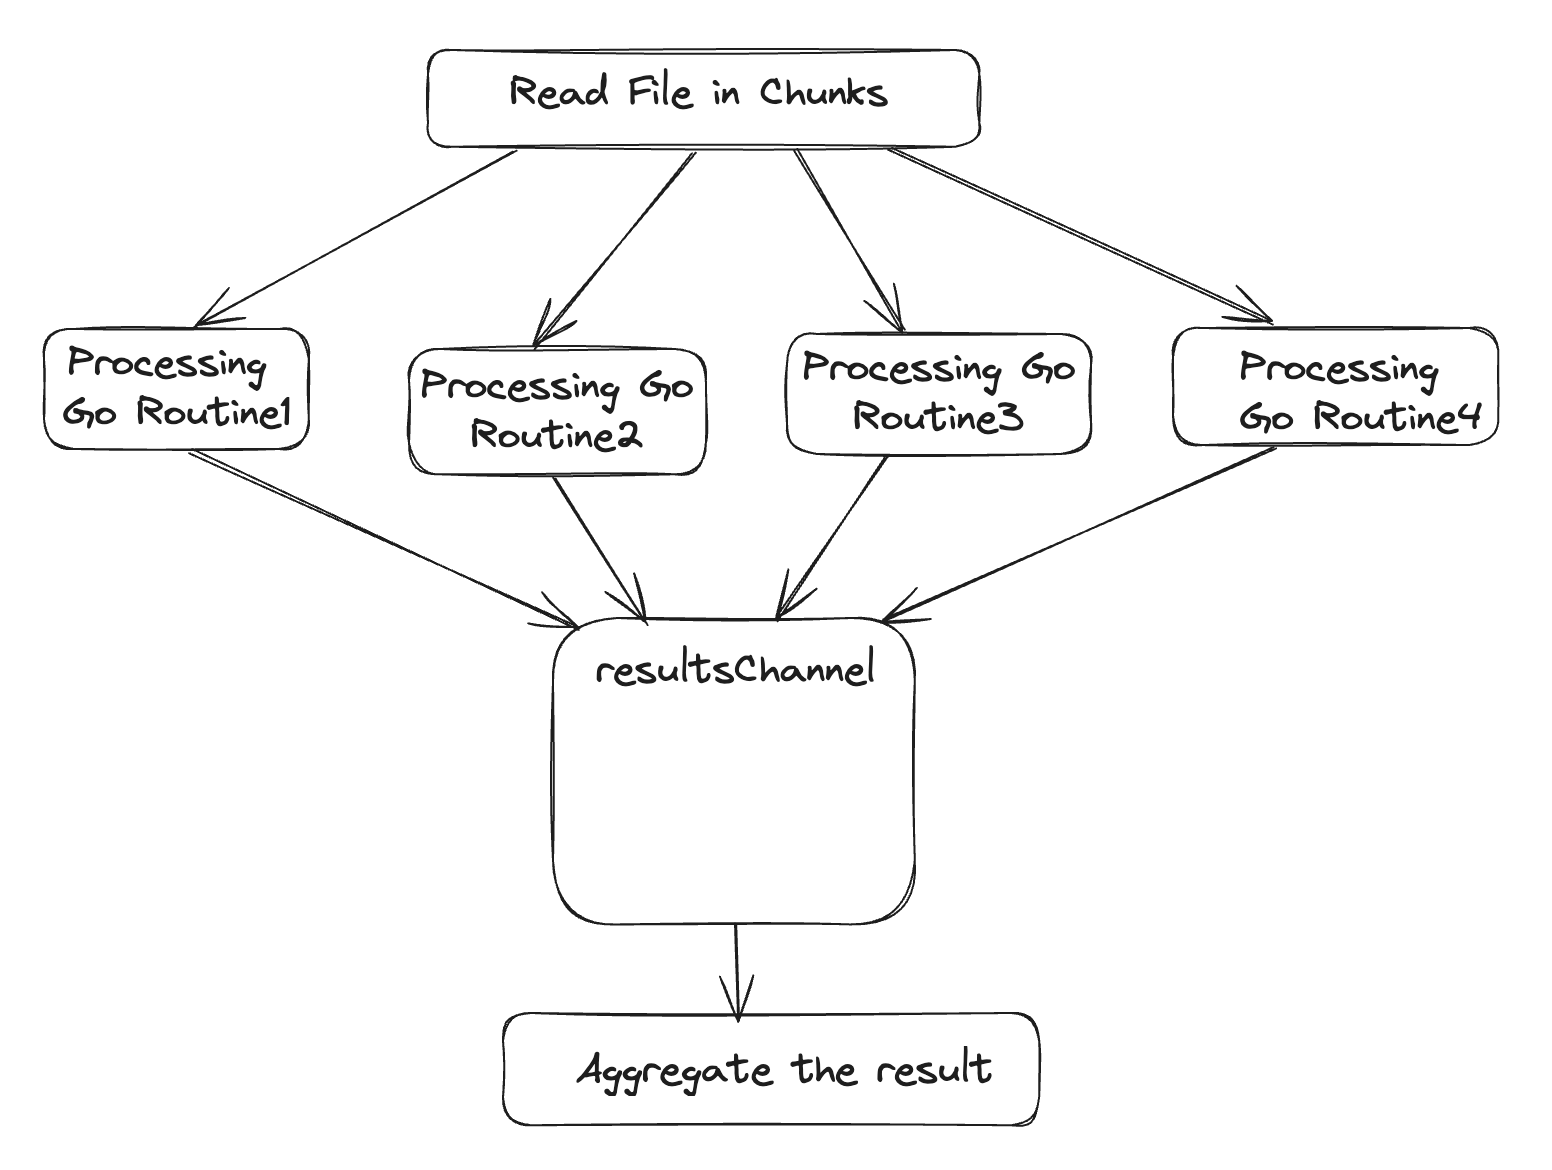 Read File in Chunks
Processing
Go Routine1
Processing Go
Routine2
Processing Go
Routine3
Processing
Go Routine4
resultsChannel
Aggregate the result